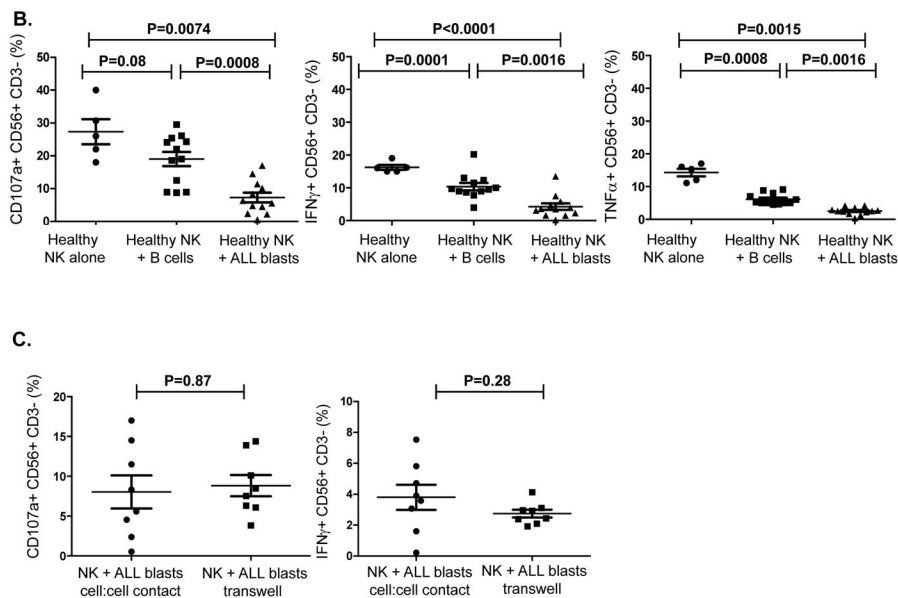 B.
P=0.0074
P=0.08
P=0.0008
CD107a+ CD56+ CD3- (%)
50
40
30
20
10
0
Healthy
NK alone
Healthy NK
+ B cells
Healthy NK
+ ALL blasts
P<0.0001
P=0.0001
P=0.0016
IFNγ+ CD56+ CD3- (%)
50
40
30
20
10
0
Healthy
NK alone
Healthy NK
+ B cells
Healthy NK
+ ALL blasts
P=0.0015
P=0.0008
P=0.0016
TNFα+ CD56+ CD3- (%)
50
40
30
20
10
0
Healthy
NK alone
Healthy NK
+ B cells
Healthy NK
+ ALL blasts
C.
P=0.87
CD107a+ CD56+ CD3- (%)
20
15
10
5
0
NK + ALL blasts
cell:cell contact
NK + ALL blasts
transwell
P=0.28
IFNγ+ CD56+ CD3- (%)
10
8
6
4
2
0
NK + ALL blasts
cell:cell contact
NK + ALL blasts
transwell